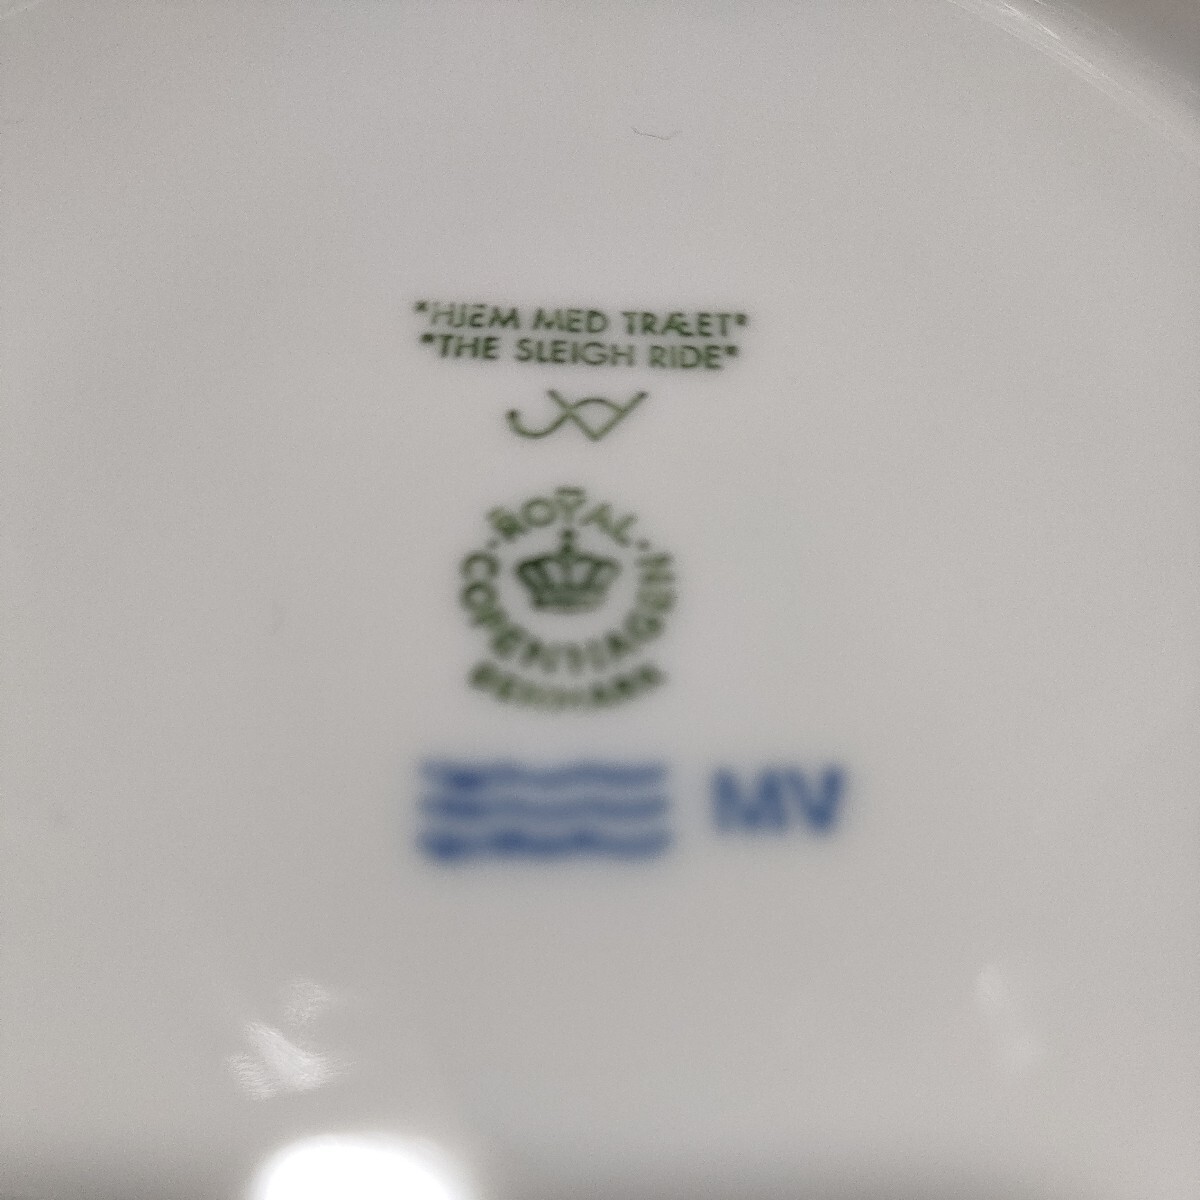 "HJEM MED TRÆET"
"THE SLEIGH RIDE"
ROYAL
COPENHAGEN
DENMARK
MV